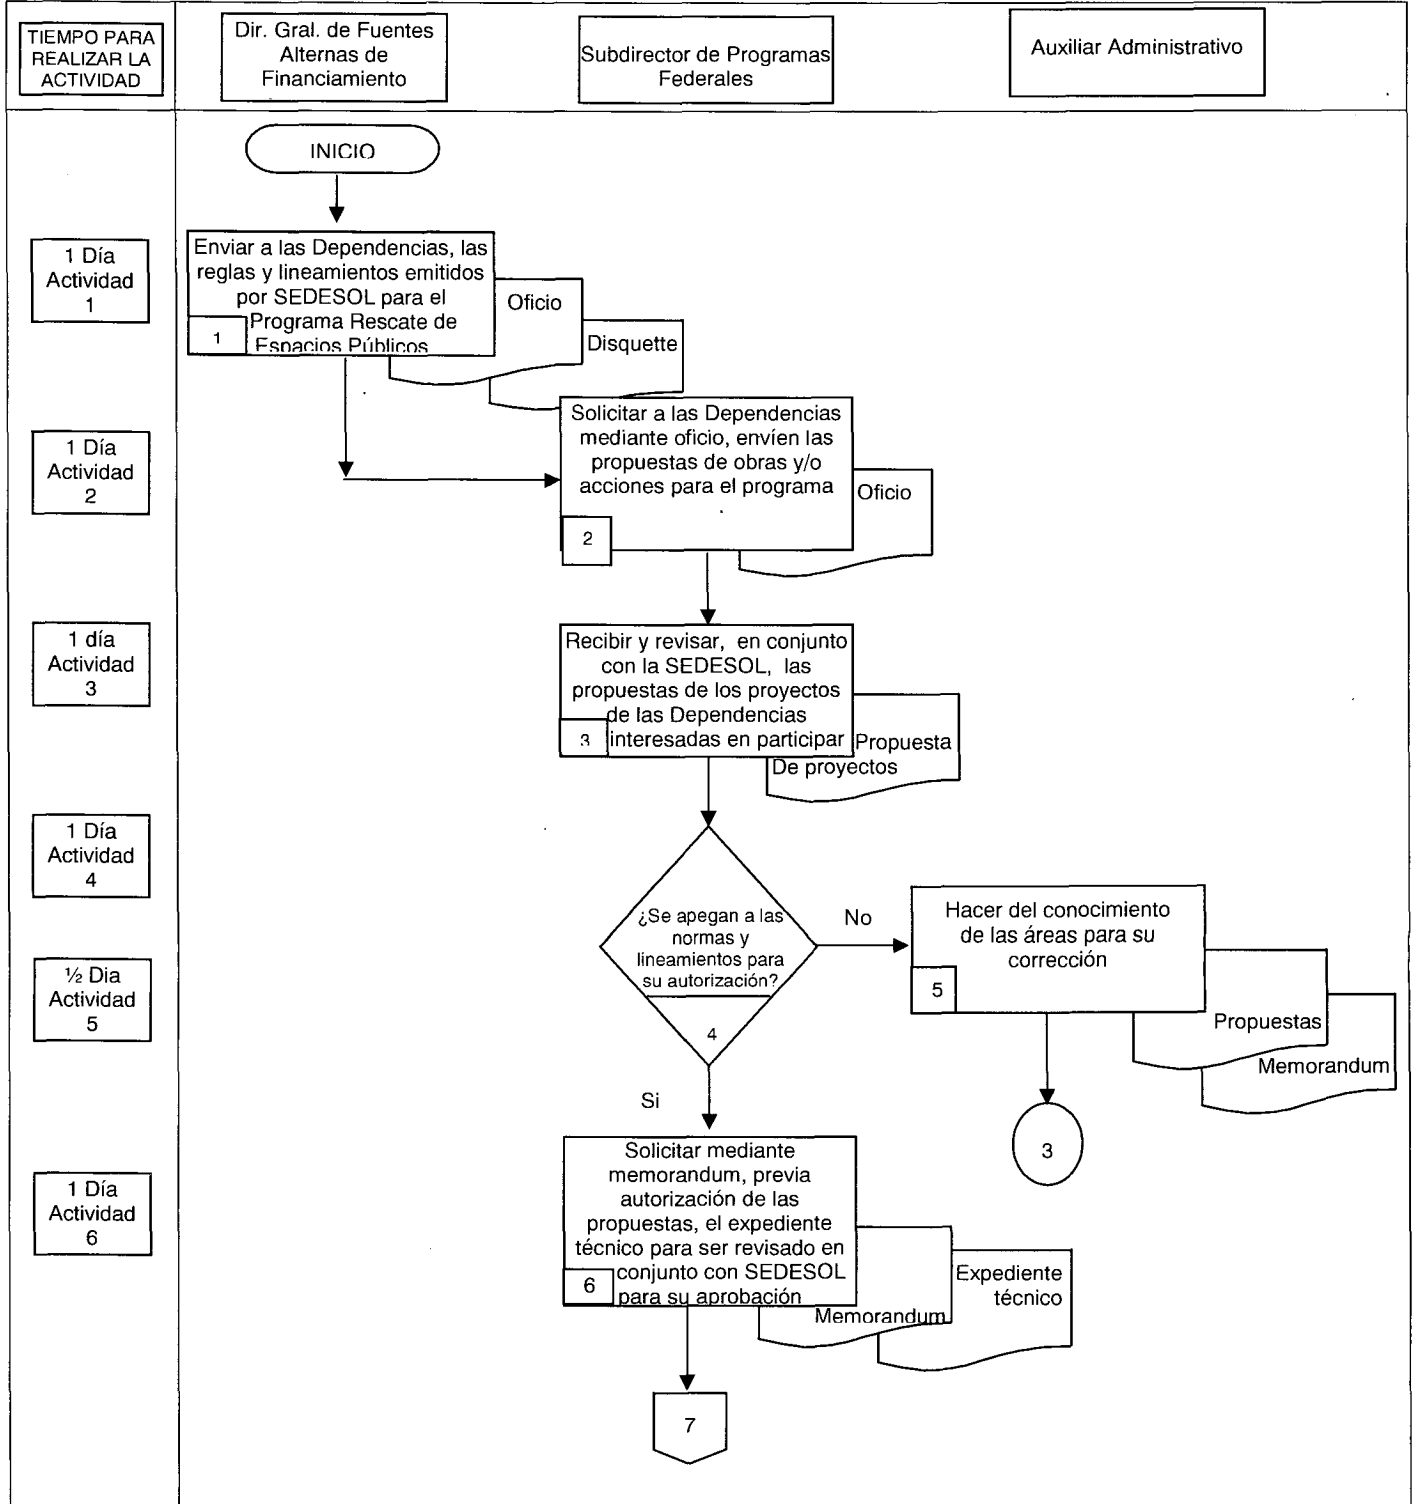 TIEMPO PARA
REALIZAR LA
ACTIVIDAD
Dir. Gral. de Fuentes
Alternas de
Financiamiento
Subdirector de Programas
Federales
Auxiliar Administrativo
INICIO
1 Día
Actividad
1
Enviar a las Dependencias, las
reglas y lineamientos emitidos
por SEDESOL para el
Programa Rescate de
Espacios Públicos
1
Oficio
Disquette
1 Día
Actividad
2
Solicitar a las Dependencias
mediante oficio, envíen las
propuestas de obras y/o
acciones para el programa
2
Oficio
1 día
Actividad
3
Recibir y revisar, en conjunto
con la SEDESOL, las
propuestas de los proyectos
de las Dependencias
interesadas en participar
3
Propuesta
De proyectos
1 Día
Actividad
4
¿Se apegan a las
normas y
lineamientos para
su autorización?
4
No
Hacer del conocimiento
de las áreas para su
corrección
5
Propuestas
Memorandum
½ Dia
Actividad
5
Si
3
1 Día
Actividad
6
Solicitar mediante
memorandum, previa
autorización de las
propuestas, el expediente
técnico para ser revisado en
conjunto con SEDESOL
para su aprobación
6
Memorandum
Expediente
técnico
7